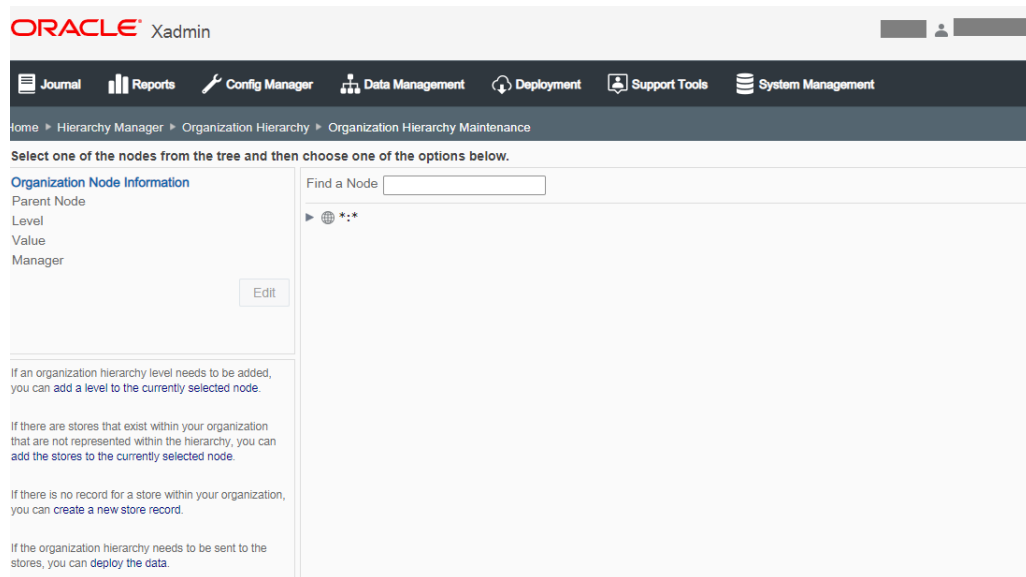 ORACLE® Xadmin
Journal Reports Config Manager Data Management Deployment Support Tools System Management
Home ▶ Hierarchy Manager ▶ Organization Hierarchy ▶ Organization Hierarchy Maintenance
Select one of the nodes from the tree and then choose one of the options below.
Organization Node Information
Parent Node
Level
Value
Manager
Edit
Find a Node
▶ *:*
If an organization hierarchy level needs to be added,
you can add a level to the currently selected node.
If there are stores that exist within your organization
that are not represented within the hierarchy, you can
add the stores to the currently selected node.
If there is no record for a store within your organization,
you can create a new store record.
If the organization hierarchy needs to be sent to the
stores, you can deploy the data.